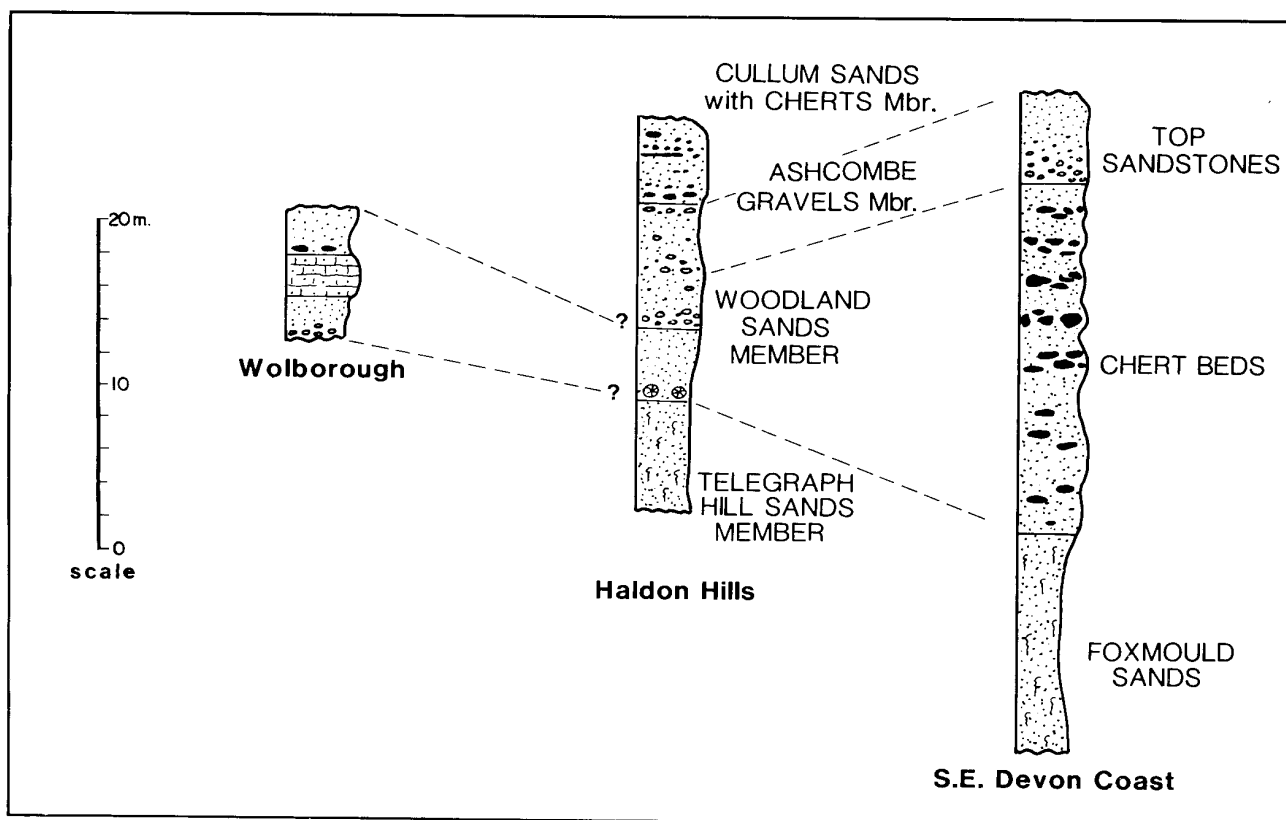 20m.
10
0
scale
Wolborough
?
?
CULLUM SANDS
with CHERTS Mbr.
ASHCOMBE
GRAVELS Mbr.
WOODLAND
SANDS
MEMBER
TELEGRAPH
HILL SANDS
MEMBER
Haldon Hills
TOP
SANDSTONES
CHERT BEDS
FOXMOULD
SANDS
S.E. Devon Coast